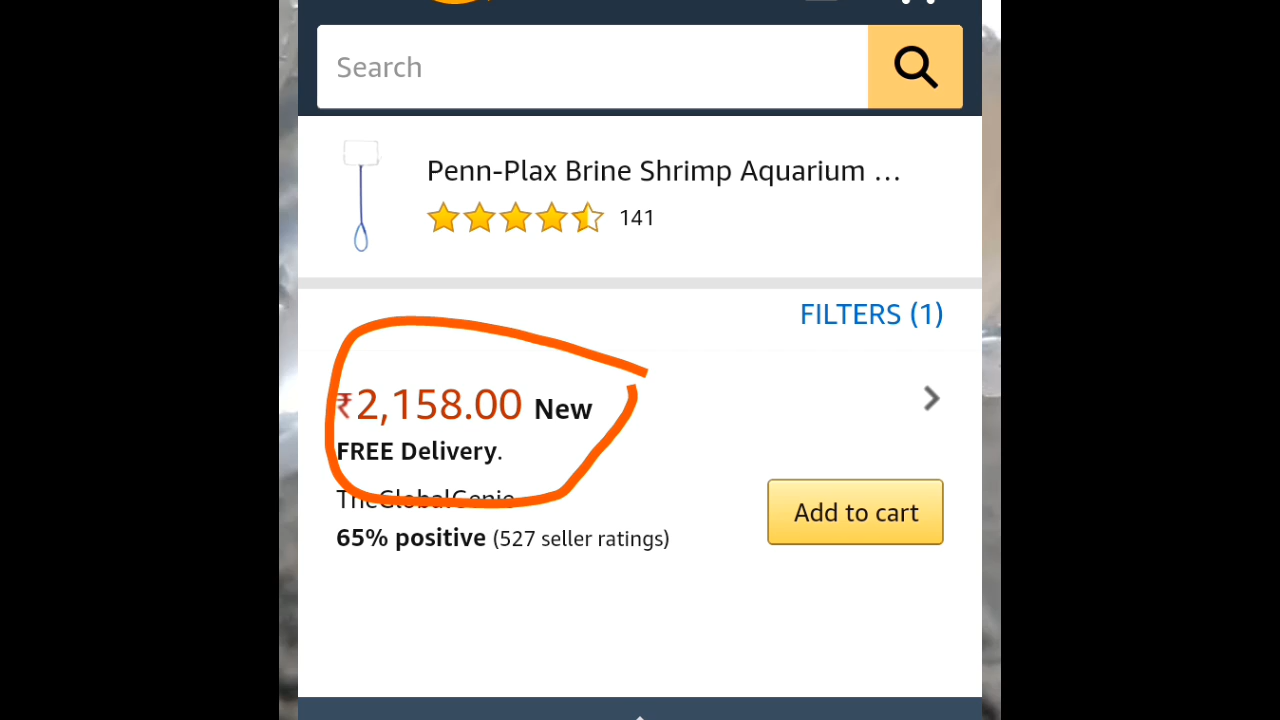 Search
Penn-Plax Brine Shrimp Aquarium ...
141
FILTERS (1)
₹2,158.00 New
FREE Delivery.
TheGlobalGenie
65% positive (527 seller ratings)
Add to cart